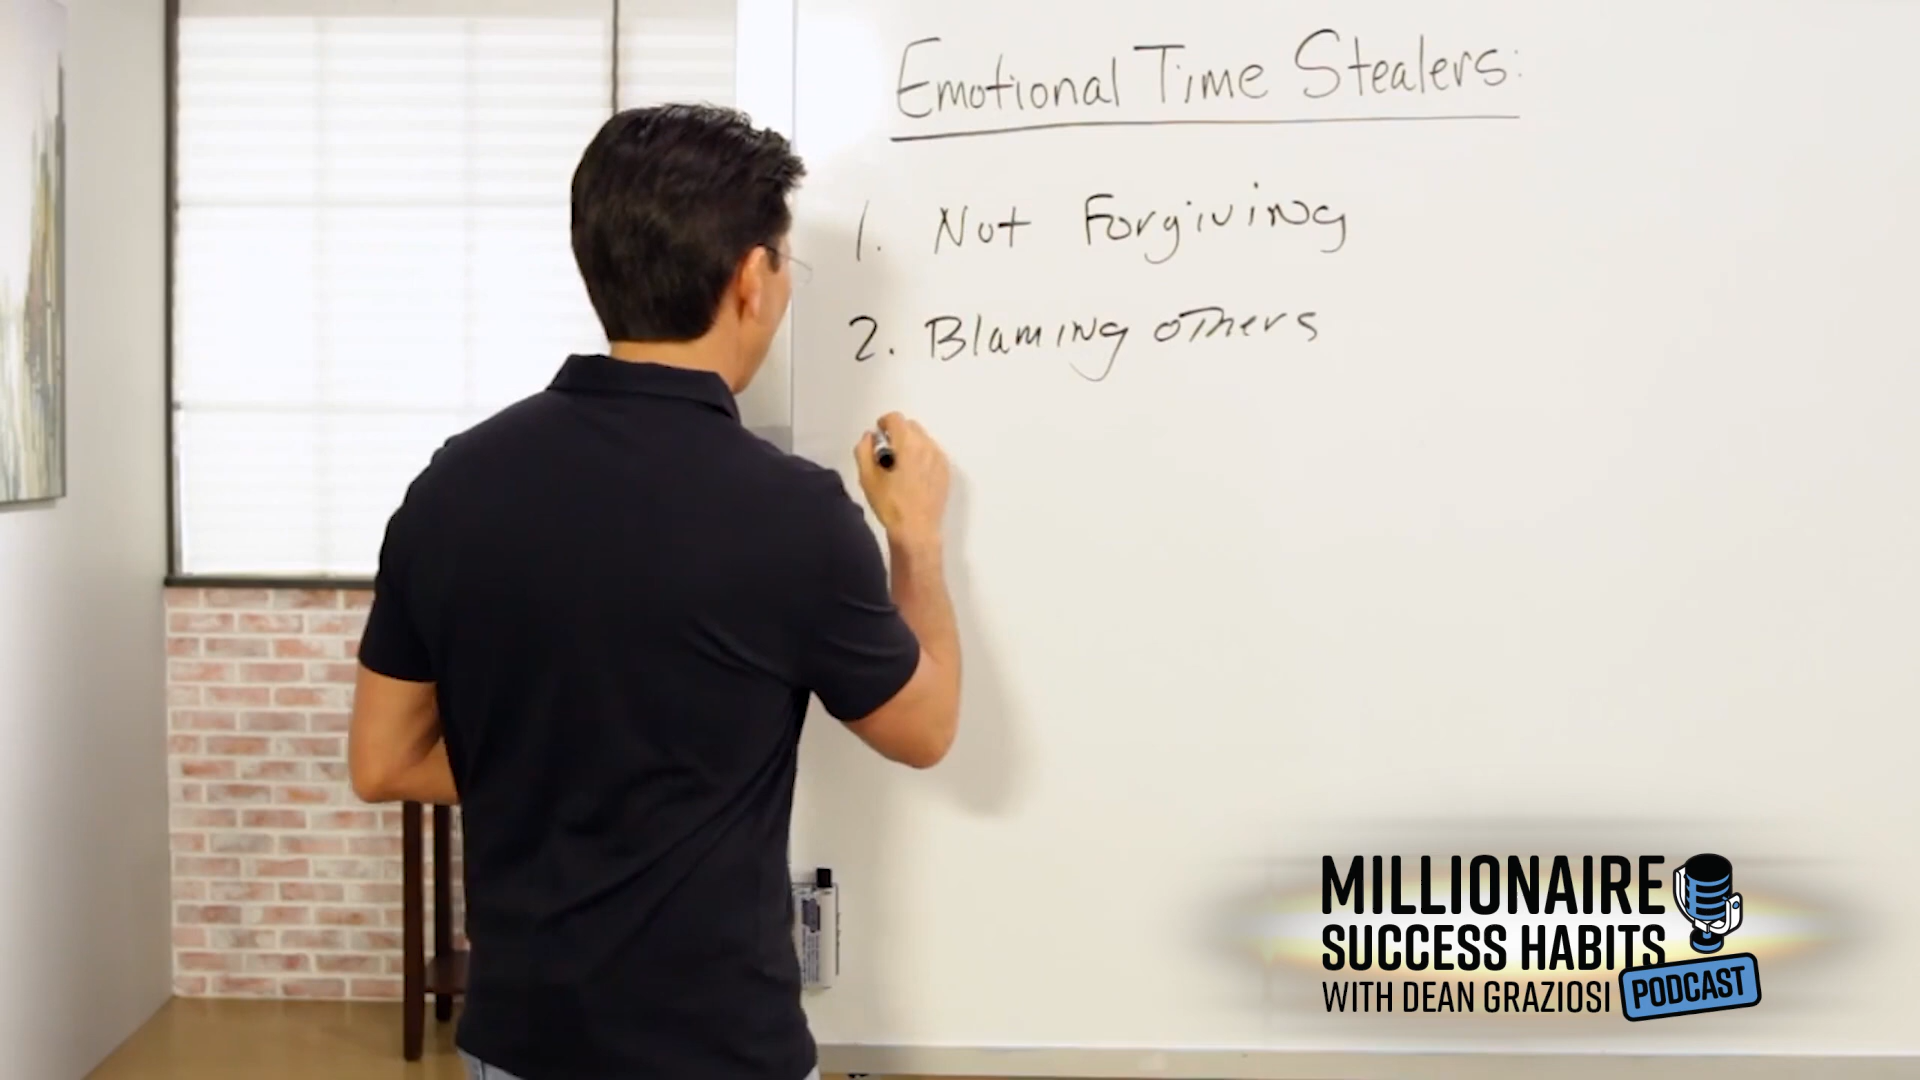 Emotional Time Stealers:
1. Not Forgiving
2. Blaming others
MILLIONAIRE
SUCCESS HABITS
WITH DEAN GRAZIOSI PODCAST